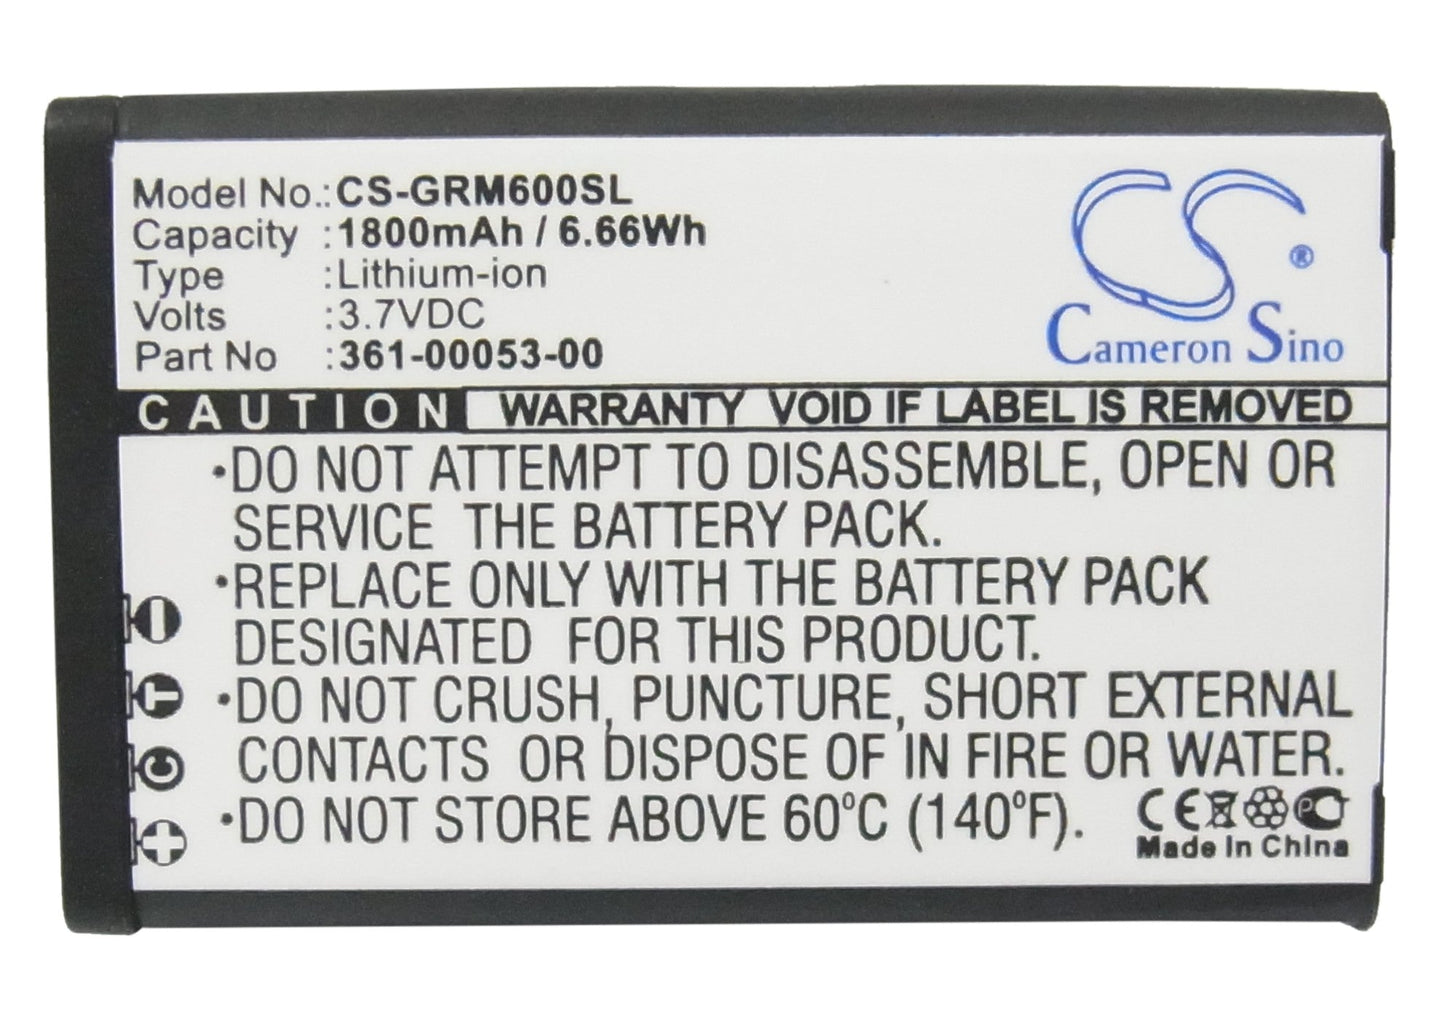 Model No.: CS-GRM600SL
Capacity : 1800mAh / 6.66Wh
Type : Lithium-ion
Volts : 3.7VDC
Part No : 361-00053-00
CS ®
Cameron Sino
CAUTION WARRANTY VOID IF LABEL IS REMOVED
•DO NOT ATTEMPT TO DISASSEMBLE, OPEN OR
SERVICE THE BATTERY PACK.
•REPLACE ONLY WITH THE BATTERY PACK
DESIGNATED FOR THIS PRODUCT.
•DO NOT CRUSH, PUNCTURE, SHORT EXTERNAL
CONTACTS OR DISPOSE OF IN FIRE OR WATER.
•DO NOT STORE ABOVE 60ºC (140ºF).
- 
T
C
+
CE
Made In China